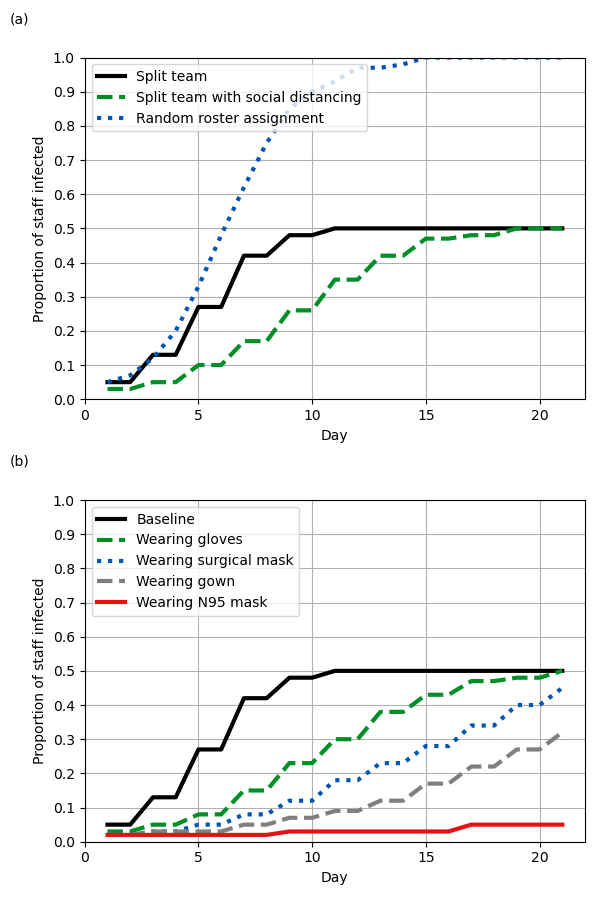 (a)
1.0
0.9
0.8
0.7
0.6
0.5
0.4
0.3
0.2
0.1
0.0
Proportion of staff infected
Split team
Split team with social distancing
Random roster assignment
0 5 10 15 20
Day
(b)
1.0
0.9
0.8
0.7
0.6
0.5
0.4
0.3
0.2
0.1
0.0
Proportion of staff infected
Baseline
Wearing gloves
Wearing surgical mask
Wearing gown
Wearing N95 mask
0 5 10 15 20
Day